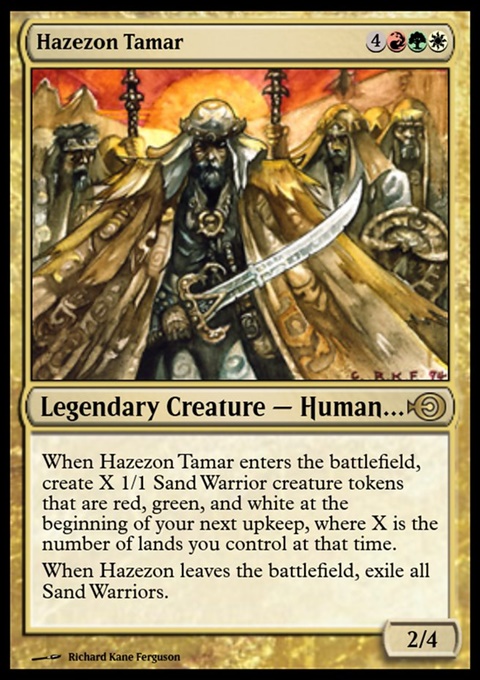 Hazezon Tamar 4
C. R.K.F. 94
Legendary Creature — Human...
When Hazezon Tamar enters the battlefield,
create X 1/1 Sand Warrior creature tokens
that are red, green, and white at the
beginning of your next upkeep, where X is the
number of lands you control at that time.
When Hazezon leaves the battlefield, exile all
Sand Warriors.
2/4
Richard Kane Ferguson